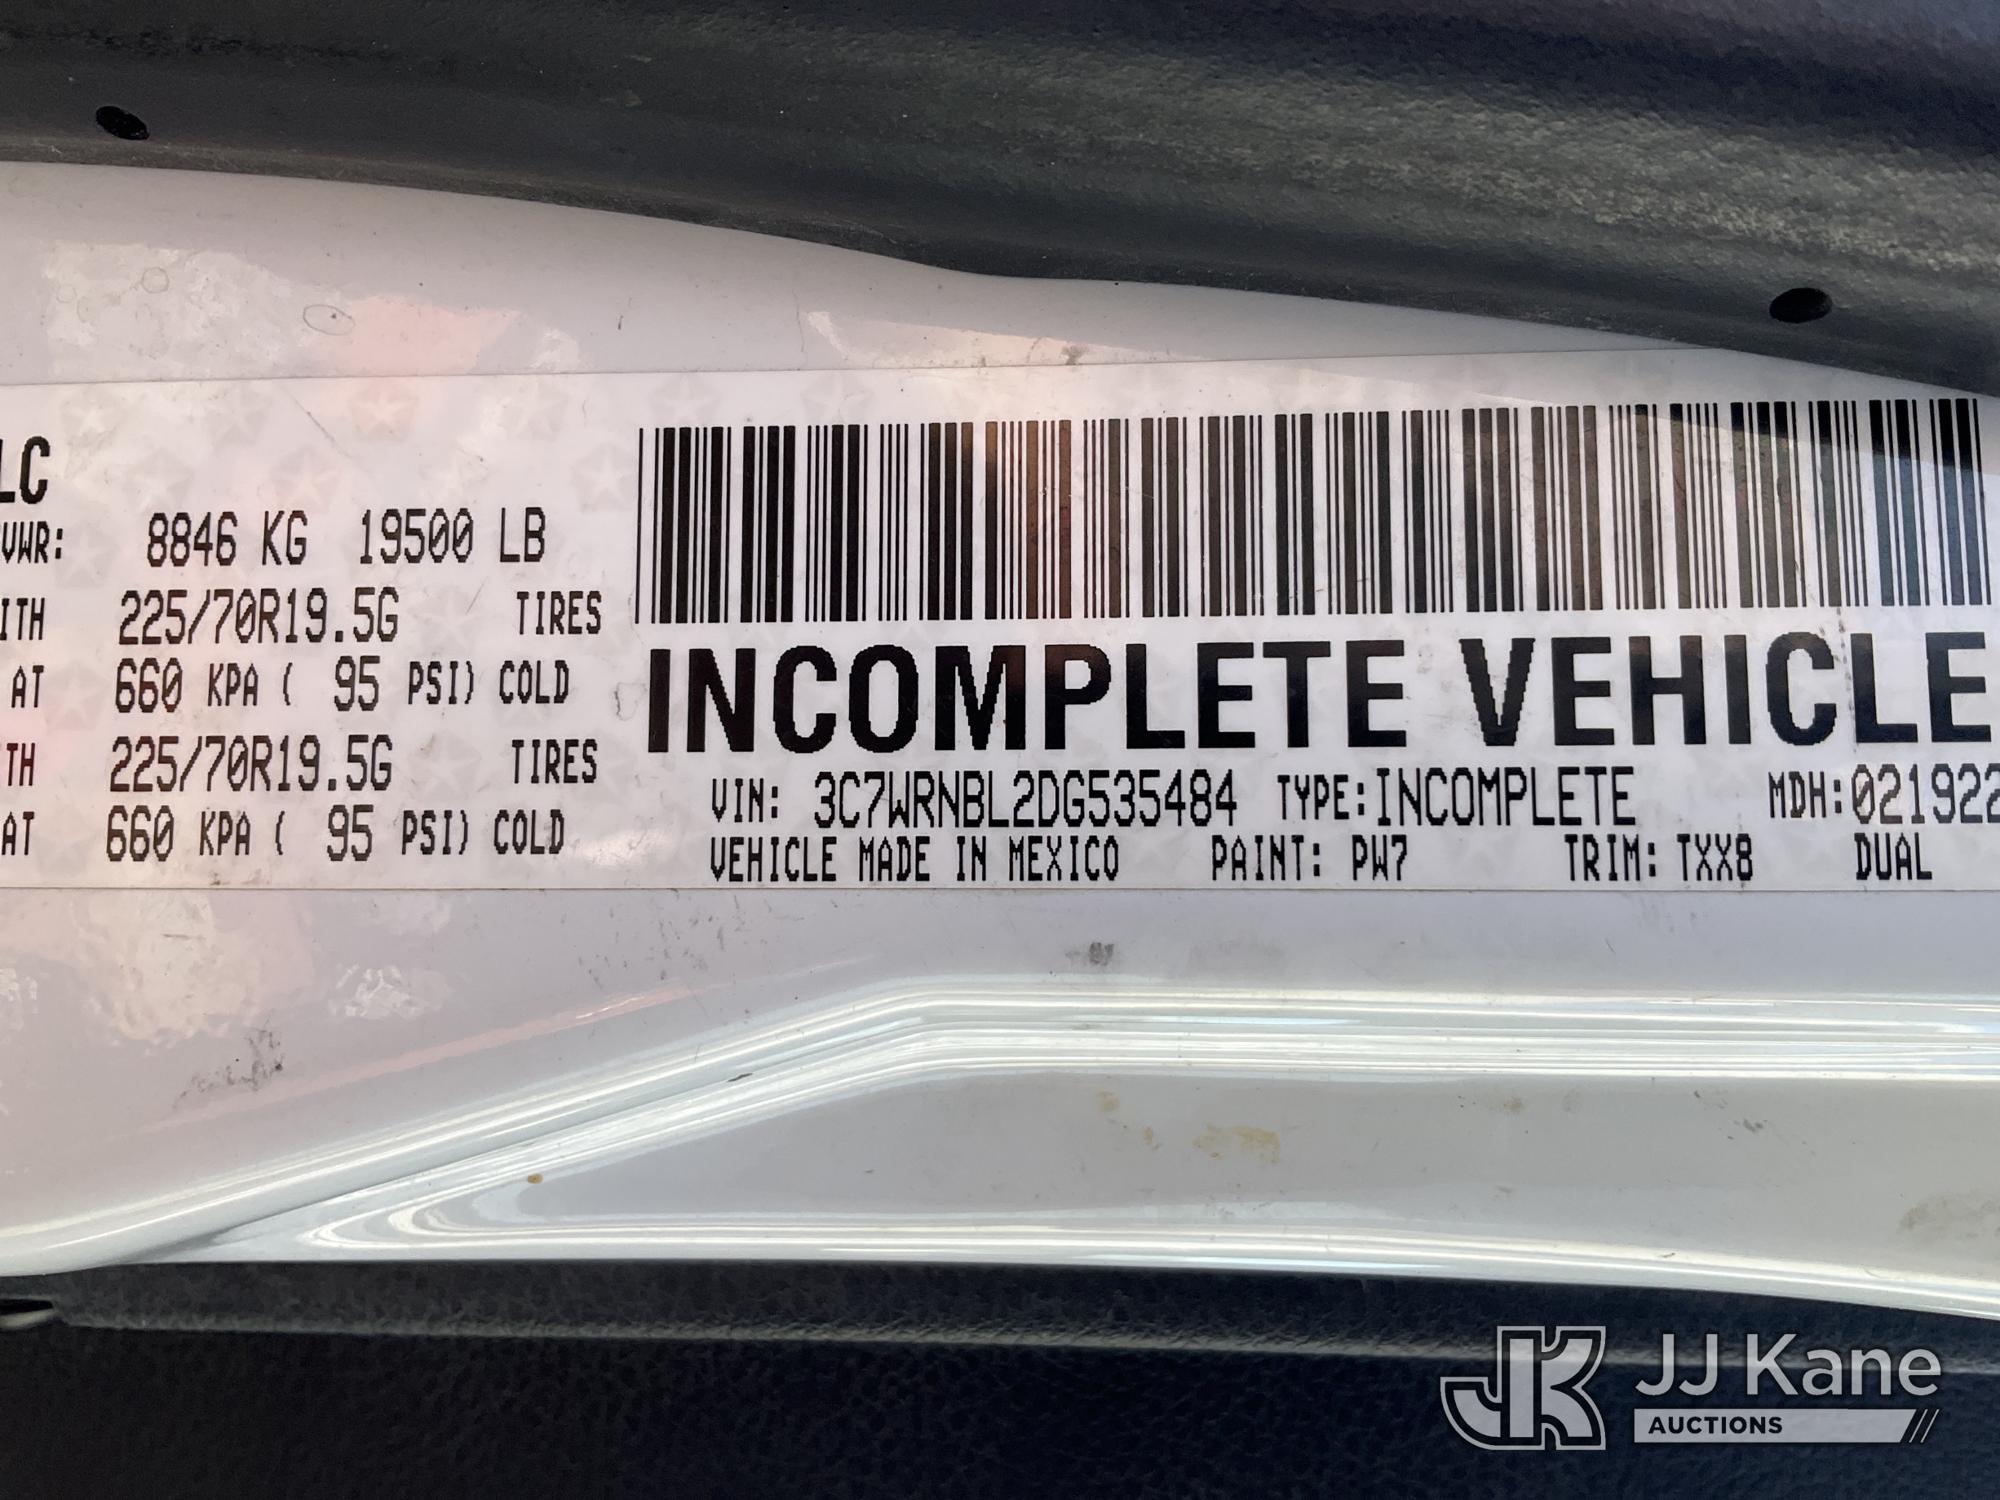 LC
VWR: 8846 KG 19500 LB
ITH 225/70R19.5G TIRES
AT 660 KPA ( 95 PSI) COLD
TH 225/70R19.5G TIRES
AT 660 KPA ( 95 PSI) COLD
INCOMPLETE VEHICLE
VIN: 3C7WRNBL2DG535484 TYPE:INCOMPLETE MDH:021922
VEHICLE MADE IN MEXICO PAINT: PW7 TRIM: TXX8 DUAL
JK JJ Kane
AUCTIONS